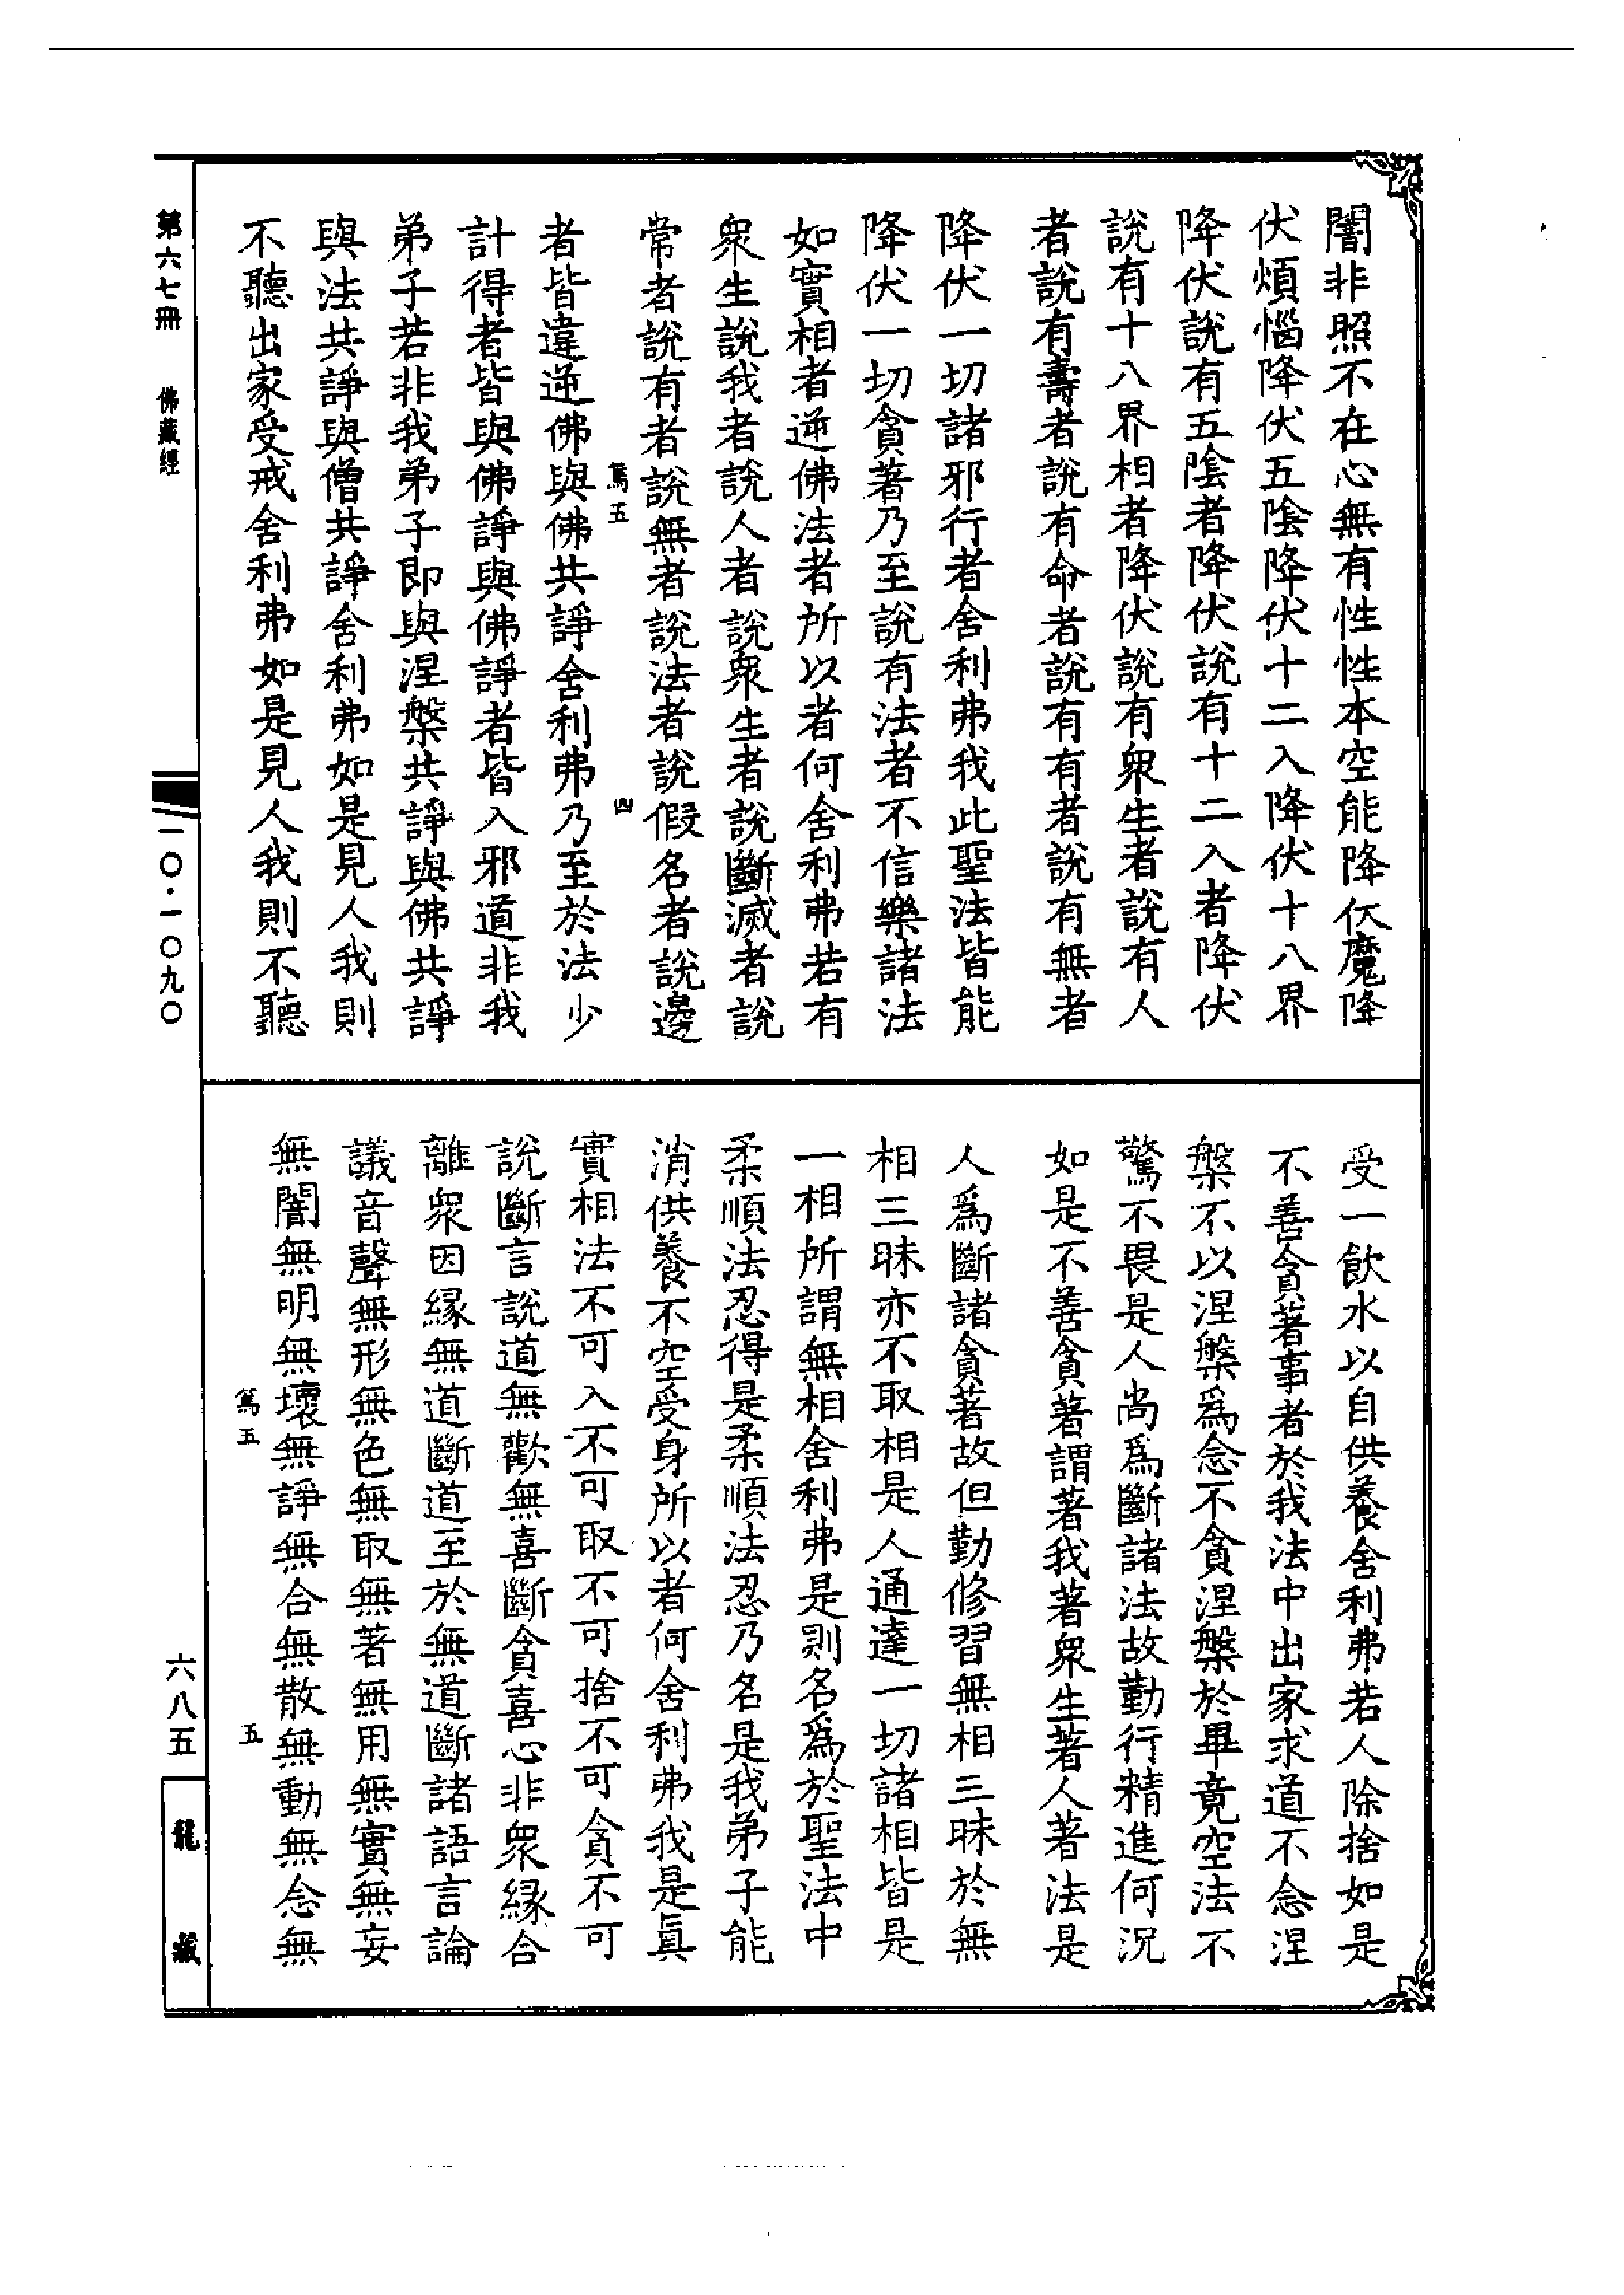 闇非照不在心無有性性本空能降伏魔降
伏煩惱降伏五陰降伏十二入降伏十八界
降伏說有五陰者降伏說有十二入者降伏
說有十八界相者降伏說有眾生者說有人
者說有壽者說有命者說有有者說有無者
降伏一切諸邪行者舍利弗我此聖法皆能
降伏一切貪著乃至說有法者不信樂諸法
如實相者逆佛法者所以者何舍利弗若有
眾生說我者說人者說眾生者說斷滅者說
常者說有者說無者說法者說假名者說邊
篤五 四
者皆違逆佛與佛共諍舍利弗乃至於法少
計得者皆與佛諍與佛諍者皆入邪道非我
弟子若非我弟子即與涅槃共諍與佛共諍
與法共諍與僧共諍舍利弗如是見人我則
不聽出家受戒舍利弗如是見人我則不聽
受一飲水以自供養舍利弗若人除捨如是
不善貪著事者於我法中出家求道不念涅
槃不以涅槃為念不貪涅槃於畢竟空法不
驚不畏是人尚為斷諸法故勤行精進何況
如是不善貪著謂著我著眾生著人著法是
人為斷諸貪著故但勤修習無相三昧於無
相三昧亦不取相是人通達一切諸相皆是
一相所謂無相舍利弗是則名為於聖法中
柔順法忍得是柔順法忍乃名是我弟子能
消供養不空受身所以者何舍利弗我是真
實相法不可入不可取不可捨不可貪不可
說斷言說道無歡無喜斷貪喜心非眾緣合
離眾因緣無道斷道至於無道斷諸語言論
議音聲無形無色無取無著無用無實無妄
無闇無明無壞無諍無合無散無動無念無
篤五 五
第六七冊 佛藏經
一〇·一〇九〇
六八五
龍藏